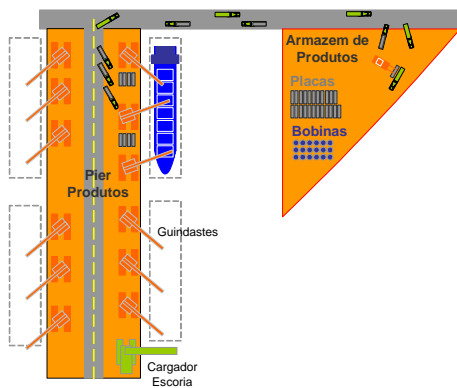 Armazem de
Produtos
Placas
Bobinas
Pier
Produtos
Guindastes
Cargador
Escoria